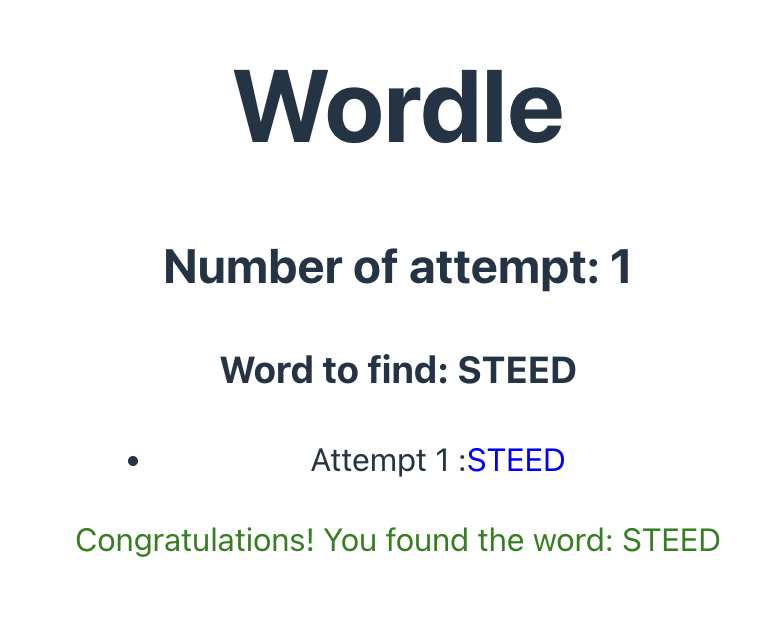 Wordle
Number of attempt: 1
Word to find: STEED
• Attempt 1 :STEED
Congratulations! You found the word: STEED